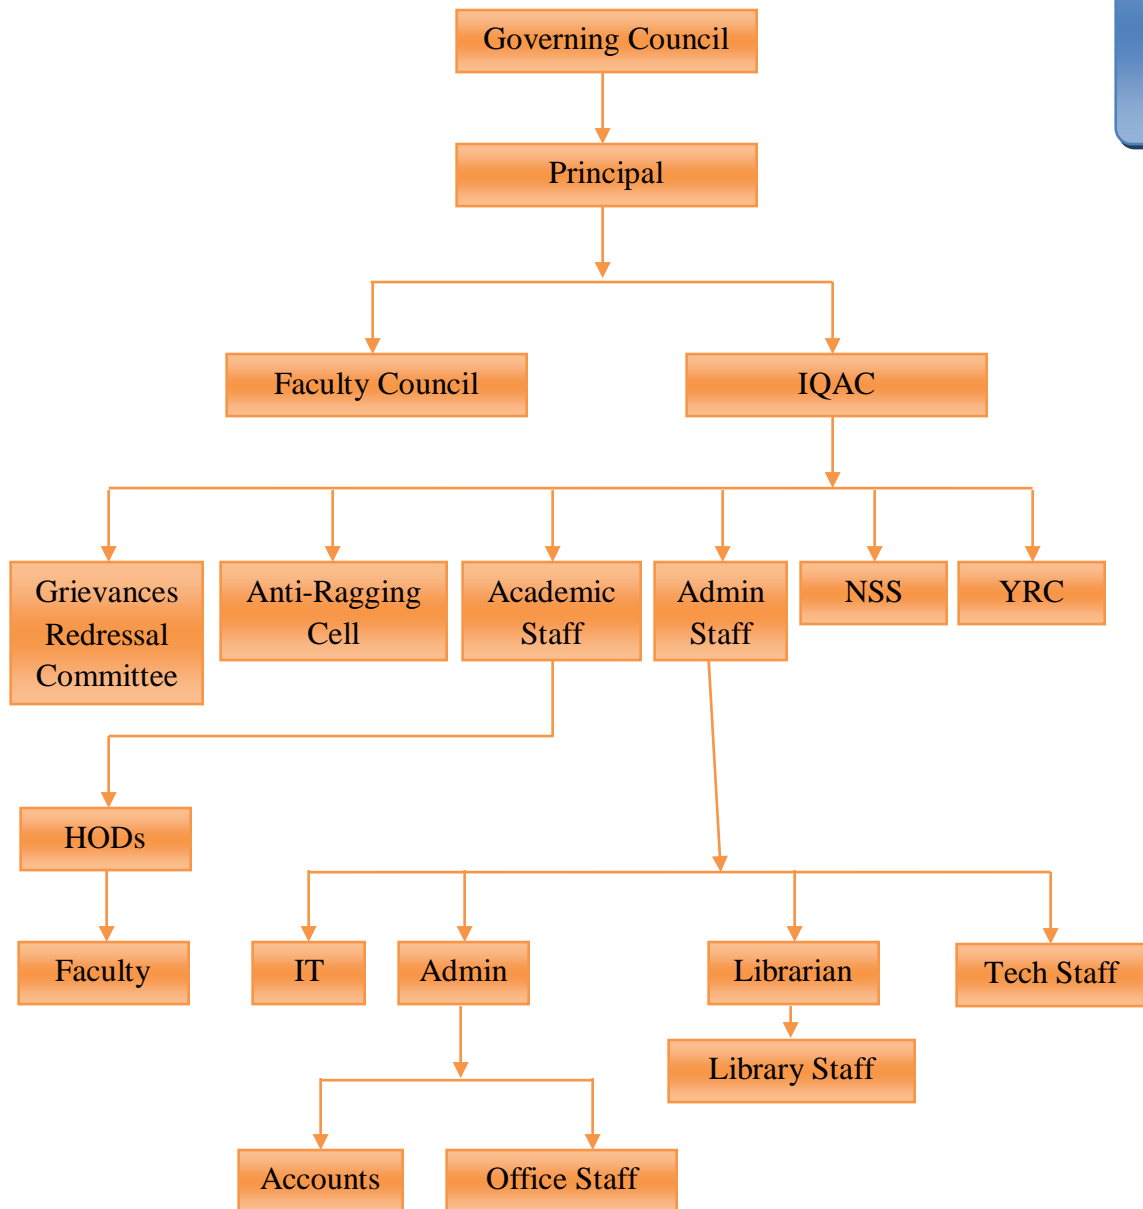 Governing Council
Principal
Faculty Council
IQAC
Grievances
Redressal
Committee
Anti-Ragging
Cell
Academic
Staff
Admin
Staff
NSS
YRC
HODs
Faculty
IT
Admin
Librarian
Tech Staff
Library Staff
Accounts
Office Staff